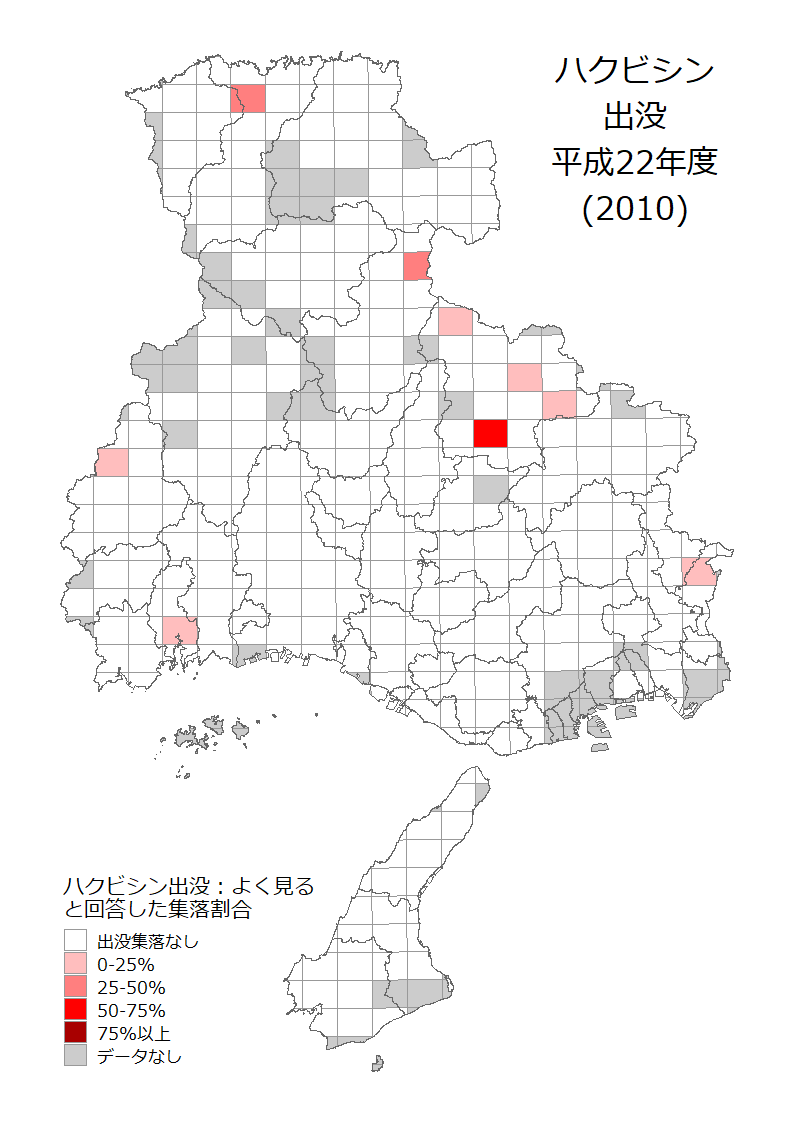 ハクビシン
出没
平成22年度
(2010)
ハクビシン出没：よく見る
と回答した集落割合
出没集落なし
0-25%
25-50%
50-75%
75%以上
データなし